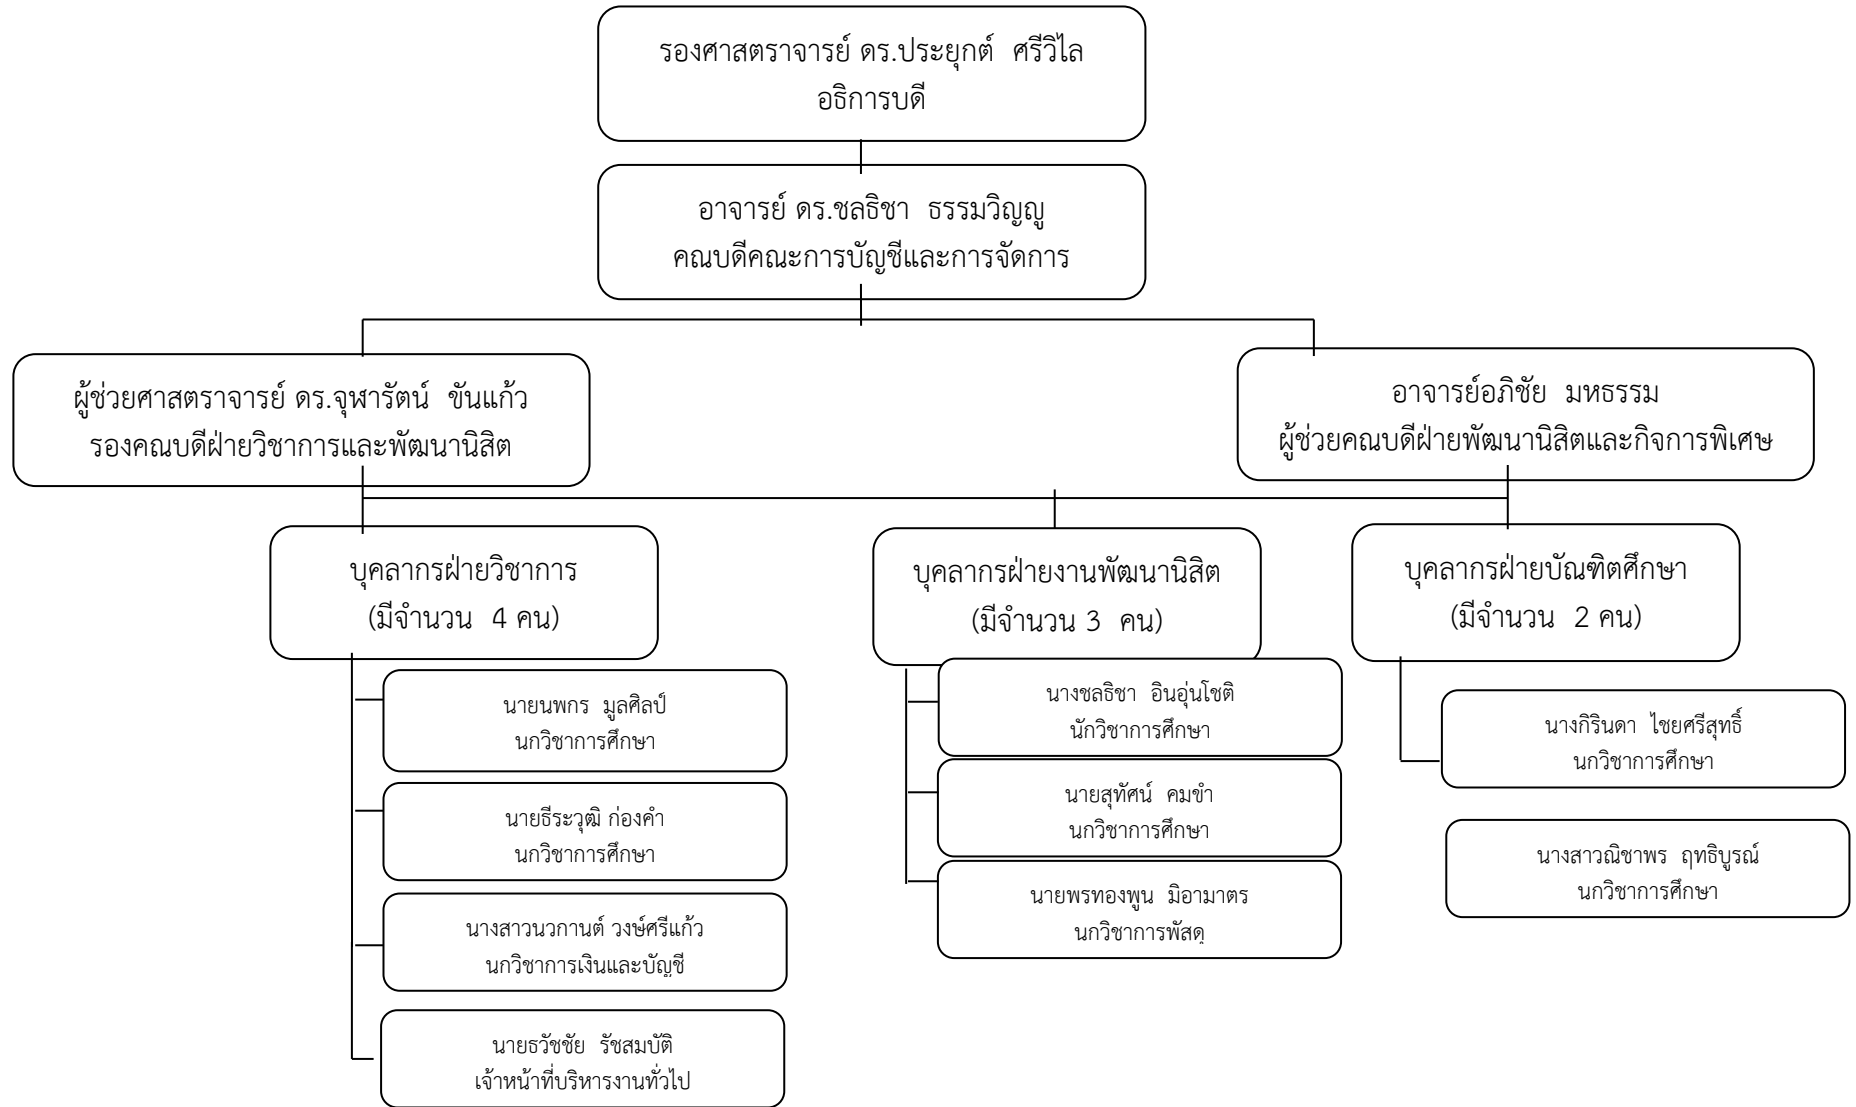 รองศาสตราจารย์ ดร.ประยุกต์  ศรีวิไล
อธิการบดี
อาจารย์ ดร.ชลธิชา  ธรรมวิญญู
คณบดีคณะการบัญชีและการจัดการ
ผู้ช่วยศาสตราจารย์ ดร.จุฬารัตน์  ขันแก้ว
รองคณบดีฝ่ายวิชาการและพัฒนานิสิต
อาจารย์อภิชัย  มหธรรม
ผู้ช่วยคณบดีฝ่ายพัฒนานิสิตและกิจการพิเศษ
บุคลากรฝ่ายวิชาการ
(มีจำนวน  4 คน)
นายนพกร  มูลศิลป์
นกวิชาการศึกษา
นายธีระวุฒิ ก่องคำ
นกวิชาการศึกษา
นางสาวนวกานต์ วงษ์ศรีแก้ว
นกวิชาการเงินและบัญชี
นายธวัชชัย  รัชสมบัติ
เจ้าหน้าที่บริหารงานทั่วไป
บุคลากรฝ่ายงานพัฒนานิสิต
(มีจำนวน 3  คน)
นางชลธิชา  อินอุ่นโชติ
นักวิชาการศึกษา
นายสุทัศน์  คมขำ
นกวิชาการศึกษา
นายพรทองพูน  มิอามาตร
นกวิชาการพัสดุ
บุคลากรฝ่ายบัณฑิตศึกษา
(มีจำนวน  2 คน)
นางกิรินดา  ไชยศรีสุทธิ์
นกวิชาการศึกษา
นางสาวณิชาพร  ฤทธิบูรณ์
นกวิชาการศึกษา